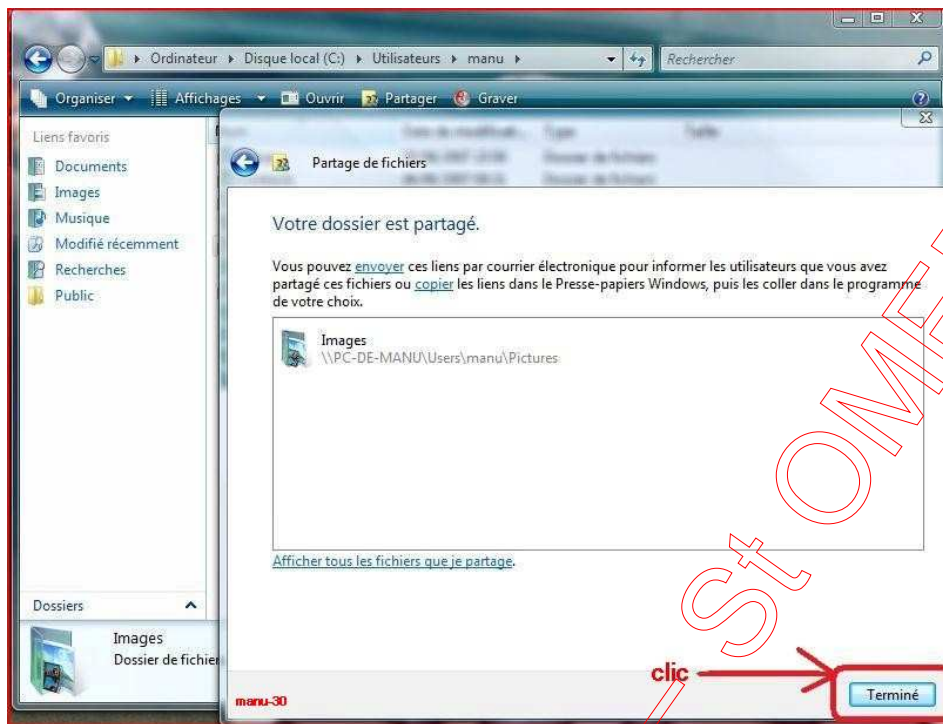 Ordinateur Disque local (C:) Utilisateurs manu Rechercher
Organiser Affichages Ouvrir Partager Graver
Liens favoris
Documents
Images
Musique
Modifié récemment
Recherches
Public
Dossiers
Images
Dossier de fichier
Partage de fichiers
Votre dossier est partagé.
Vous pouvez envoyer ces liens par courrier électronique pour informer les utilisateurs que vous avez
partagé ces fichiers ou copier les liens dans le Presse-papiers Windows, puis les coller dans le programme
de votre choix.
Images
\\PC-DE-MANU\Users\manu\Pictures
Afficher tous les fichiers que je partage.
clic
Terminé
manu-30
St OME